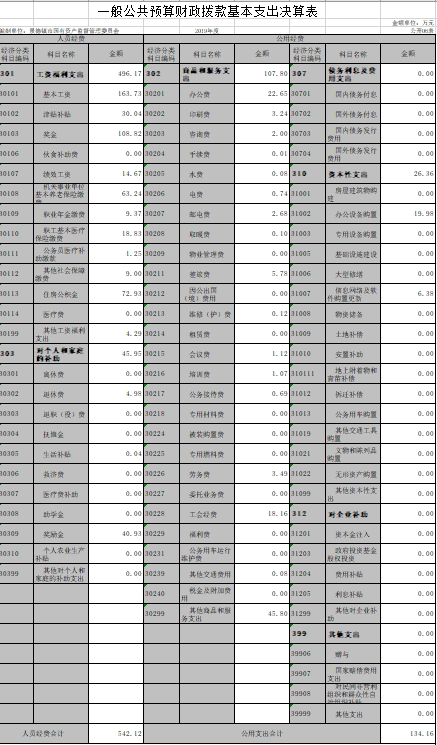 一般公共预算财政拨款基本支出决算表
金额单位：万元
编制单位：景德镇市国有资产监督管理委员会 2019年度 公开06表
人员经费 公用经费
经济分类科目编码 科目名称 金额 经济分类科目编码 科目名称 金额 经济分类科目编码 科目名称 金额
301 工资福利支出 496.17 302 商品和服务支出 107.80 307 债务利息及费用支出 0.00
30101 基本工资 163.73 30201 办公费 22.65 30701 国内债务付息 0.00
30102 津贴补贴 30.04 30202 印刷费 3.24 30702 国外债务付息 0.00
30103 奖金 108.82 30203 咨询费 2.00 30703 国内债务发行费用 0.00
30106 伙食补助费 0.00 30204 手续费 0.01 30704 国外债务发行费用 0.00
30107 绩效工资 14.67 30205 水费 0.08 310 资本性支出 26.36
30108 机关事业单位基本养老保险缴费 63.24 30206 电费 0.74 31001 房屋建筑物购建 0.00
30109 职业年金缴费 9.37 30207 邮电费 2.68 31002 办公设备购置 19.98
30110 职工基本医疗保险缴费 18.83 30208 取暖费 0.10 31003 专用设备购置 0.00
30111 公务员医疗补助缴费 1.25 30209 物业管理费 0.00 31005 基础设施建设 0.00
30112 其他社会保障缴费 9.00 30211 差旅费 5.78 31006 大型修缮 0.00
30113 住房公积金 72.93 30212 因公出国（境）费用 0.00 31007 信息网络及软件购置更新 6.38
30114 医疗费 0.00 30213 维修（护）费 0.12 31008 物资储备 0.00
30199 其他工资福利支出 4.29 30214 租赁费 0.00 31009 土地补偿 0.00
303 对个人和家庭的补助 45.95 30215 会议费 1.12 31010 安置补助 0.00
30301 离休费 0.00 30216 培训费 1.07 310111 地上附着物和青苗补偿 0.00
30302 退休费 4.98 30217 公务接待费 0.69 31012 拆迁补偿 0.00
30303 退职（役）费 0.00 30218 专用材料费 0.00 31013 公务用车购置 0.00
30304 抚恤金 0.00 30224 被装购置费 0.00 31019 其他交通工具购置 0.00
30305 生活补贴 0.04 30225 专用燃料费 0.00 31021 文物和陈列品购置 0.00
30306 救济费 0.00 30226 劳务费 3.49 31022 无形资产购置 0.00
30307 医疗费补助 0.00 30227 委托业务费 0.00 31099 其他资本性支出 0.00
30308 助学金 0.00 30228 工会经费 18.16 312 对企业补助 0.00
30309 奖励金 40.93 30229 福利费 0.00 31201 资本金注入 0.00
30310 个人农业生产补贴 0.00 30231 公务用车运行维护费 0.00 31203 政府投资基金股权投资 0.00
30399 其他对个人和家庭的补助支出 0.00 30239 其他交通费用 0.08 31204 费用补贴 0.00
30240 税金及附加费用 0.00 31205 利息补贴 0.00
30299 其他商品和服务支出 45.80 31299 其他对企业补助 0.00
399 其他支出 0.00
39906 赠与 0.00
39907 国家赔偿费用支出 0.00
39908 对民间非营利组织和群众性自治组织补贴 0.00
39999 其他支出 0.00
人员经费合计 542.12 公用支出合计 134.16